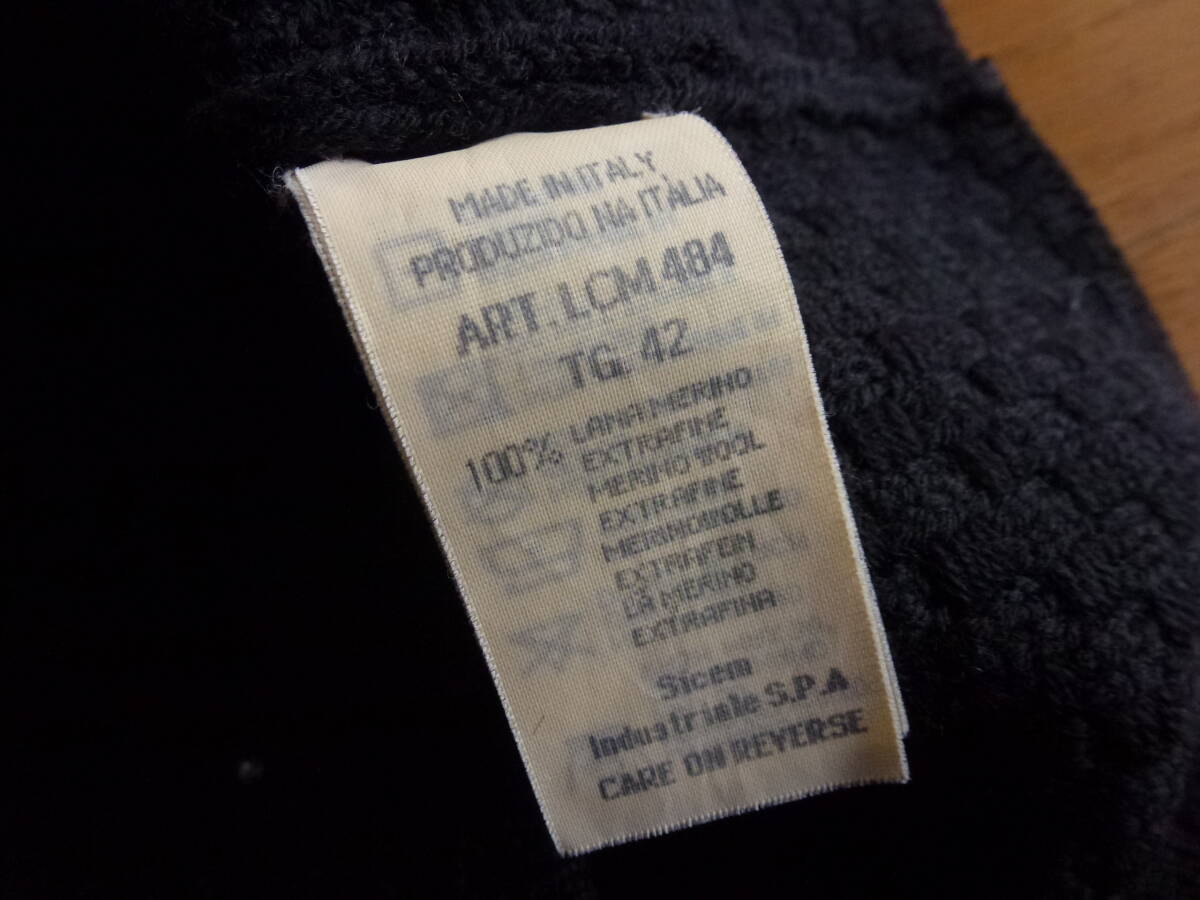 MADE IN ITALY
PRODUZIDO NA ITÁLIA
ART. LCM 484
TG. 42
100% LANA MERINO
EXTRAFINE
MERINO WOOL
EXTRAFINE
MERINOWOLLE
EXTRAFEIN
LÃ MERINO
EXTRAFINA
Sicem
Industriale S.P.A
CARE ON REVERSE